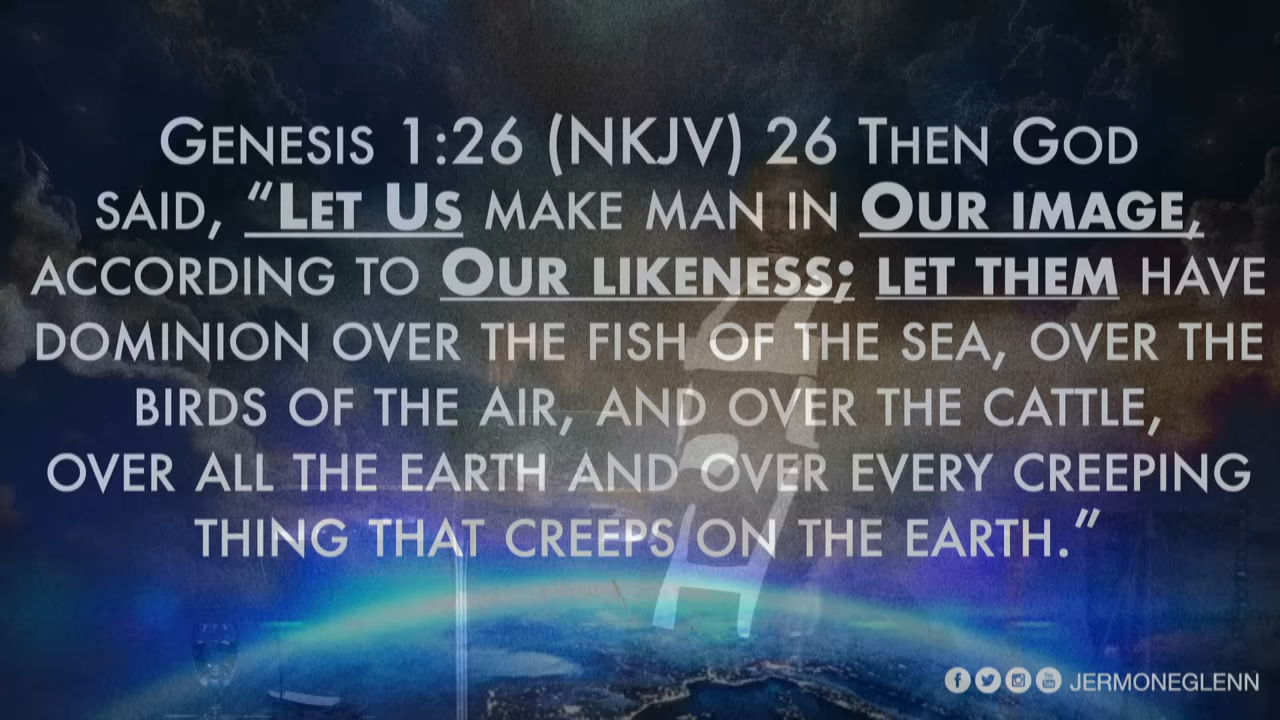 Genesis 1:26 (NKJV) 26 Then God
said, “Let Us make man in Our image,
according to Our likeness; let them have
dominion over the fish of the sea, over the
birds of the air, and over the cattle,
over all the earth and over every creeping
thing that creeps on the earth.”
JERMONEGLENN